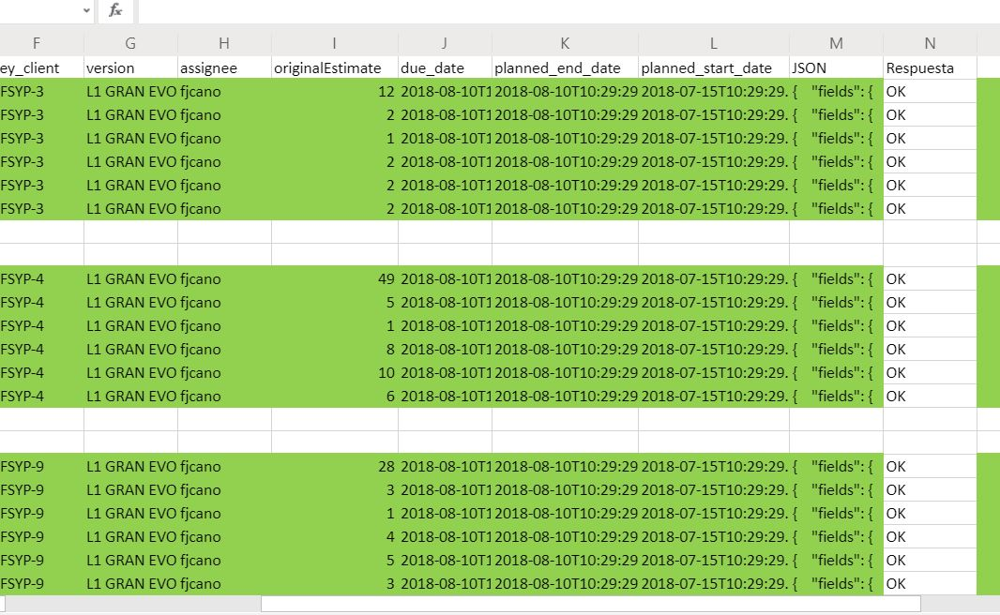 fx
F G H I J K L M N
ey_client version assignee originalEstimate due_date planned_end_date planned_start_date JSON Respuesta
FSYP-3 L1 GRAN EVO fjcano 12 2018-08-10T1 2018-08-10T10:29:29 2018-07-15T10:29:29. { "fields": { OK
FSYP-3 L1 GRAN EVO fjcano 2 2018-08-10T1 2018-08-10T10:29:29 2018-07-15T10:29:29. { "fields": { OK
FSYP-3 L1 GRAN EVO fjcano 1 2018-08-10T1 2018-08-10T10:29:29 2018-07-15T10:29:29. { "fields": { OK
FSYP-3 L1 GRAN EVO fjcano 2 2018-08-10T1 2018-08-10T10:29:29 2018-07-15T10:29:29. { "fields": { OK
FSYP-3 L1 GRAN EVO fjcano 2 2018-08-10T1 2018-08-10T10:29:29 2018-07-15T10:29:29. { "fields": { OK
FSYP-3 L1 GRAN EVO fjcano 2 2018-08-10T1 2018-08-10T10:29:29 2018-07-15T10:29:29. { "fields": { OK
FSYP-4 L1 GRAN EVO fjcano 49 2018-08-10T1 2018-08-10T10:29:29 2018-07-15T10:29:29. { "fields": { OK
FSYP-4 L1 GRAN EVO fjcano 5 2018-08-10T1 2018-08-10T10:29:29 2018-07-15T10:29:29. { "fields": { OK
FSYP-4 L1 GRAN EVO fjcano 1 2018-08-10T1 2018-08-10T10:29:29 2018-07-15T10:29:29. { "fields": { OK
FSYP-4 L1 GRAN EVO fjcano 8 2018-08-10T1 2018-08-10T10:29:29 2018-07-15T10:29:29. { "fields": { OK
FSYP-4 L1 GRAN EVO fjcano 10 2018-08-10T1 2018-08-10T10:29:29 2018-07-15T10:29:29. { "fields": { OK
FSYP-4 L1 GRAN EVO fjcano 6 2018-08-10T1 2018-08-10T10:29:29 2018-07-15T10:29:29. { "fields": { OK
FSYP-9 L1 GRAN EVO fjcano 28 2018-08-10T1 2018-08-10T10:29:29 2018-07-15T10:29:29. { "fields": { OK
FSYP-9 L1 GRAN EVO fjcano 3 2018-08-10T1 2018-08-10T10:29:29 2018-07-15T10:29:29. { "fields": { OK
FSYP-9 L1 GRAN EVO fjcano 1 2018-08-10T1 2018-08-10T10:29:29 2018-07-15T10:29:29. { "fields": { OK
FSYP-9 L1 GRAN EVO fjcano 4 2018-08-10T1 2018-08-10T10:29:29 2018-07-15T10:29:29. { "fields": { OK
FSYP-9 L1 GRAN EVO fjcano 5 2018-08-10T1 2018-08-10T10:29:29 2018-07-15T10:29:29. { "fields": { OK
FSYP-9 L1 GRAN EVO fjcano 3 2018-08-10T1 2018-08-10T10:29:29 2018-07-15T10:29:29. { "fields": { OK